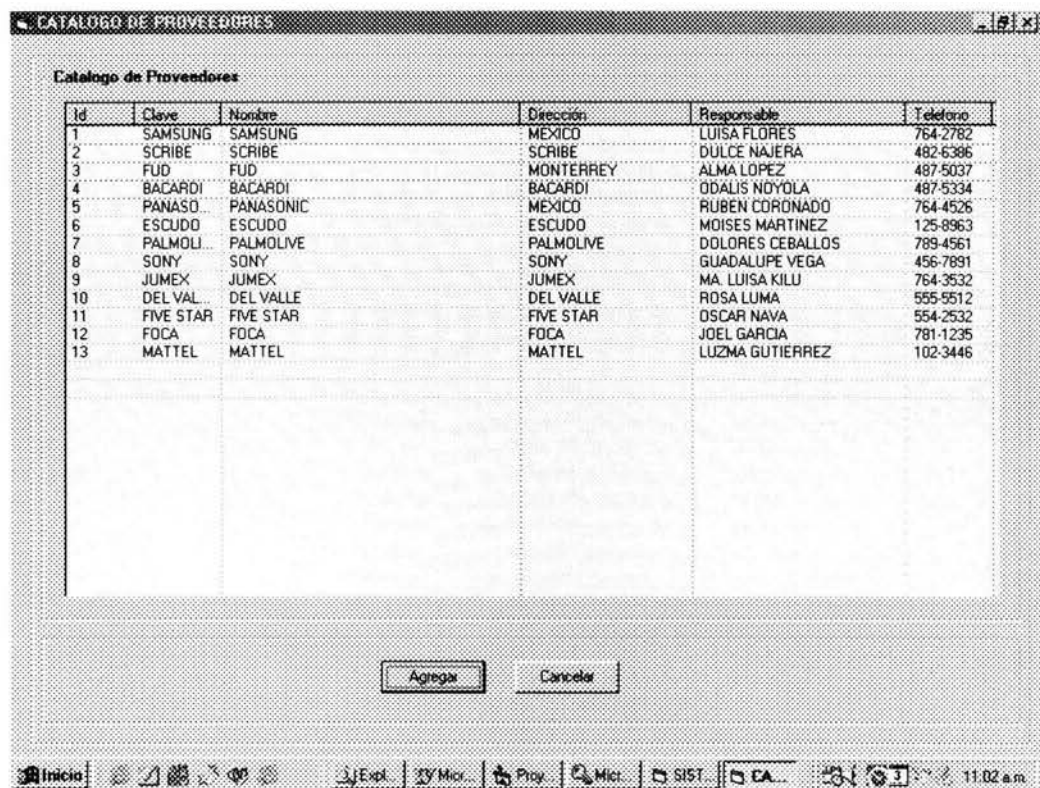 CATALOGO DE PROVEEDORES
Catalogo de Proveedores
Id Clave Nombre Dirección Responsable Telefono
1 SAMSUNG SAMSUNG MEXICO LUISA FLORES 764-2782
2 SCRIBE SCRIBE SCRIBE DULCE NAJERA 482-6386
3 FUD FUD MONTERREY ALMA LOPEZ 487-5037
4 BACARDI BACARDI BACARDI ODALIS NOYOLA 487-5334
5 PANASO... PANASONIC MEXICO RUBEN CORONADO 764-4526
6 ESCUDO ESCUDO ESCUDO MOISES MARTINEZ 125-8963
7 PALMOLI... PALMOLIVE PALMOLIVE DOLORES CEBALLOS 789-4561
8 SONY SONY SONY GUADALUPE VEGA 456-7891
9 JUMEX JUMEX JUMEX MA. LUISA KILU 764-3532
10 DEL VAL... DEL VALLE DEL VALLE ROSA LUMA 555-5512
11 FIVE STAR FIVE STAR FIVE STAR OSCAR NAVA 554-2532
12 FOCA FOCA FOCA JOEL GARCIA 781-1235
13 MATTEL MATTEL MATTEL LUZMA GUTIERREZ 102-3446
Agregar Cancelar
Inicio Expl... Micr... Proy... Micr... SIST... CA... 11:02 a.m.